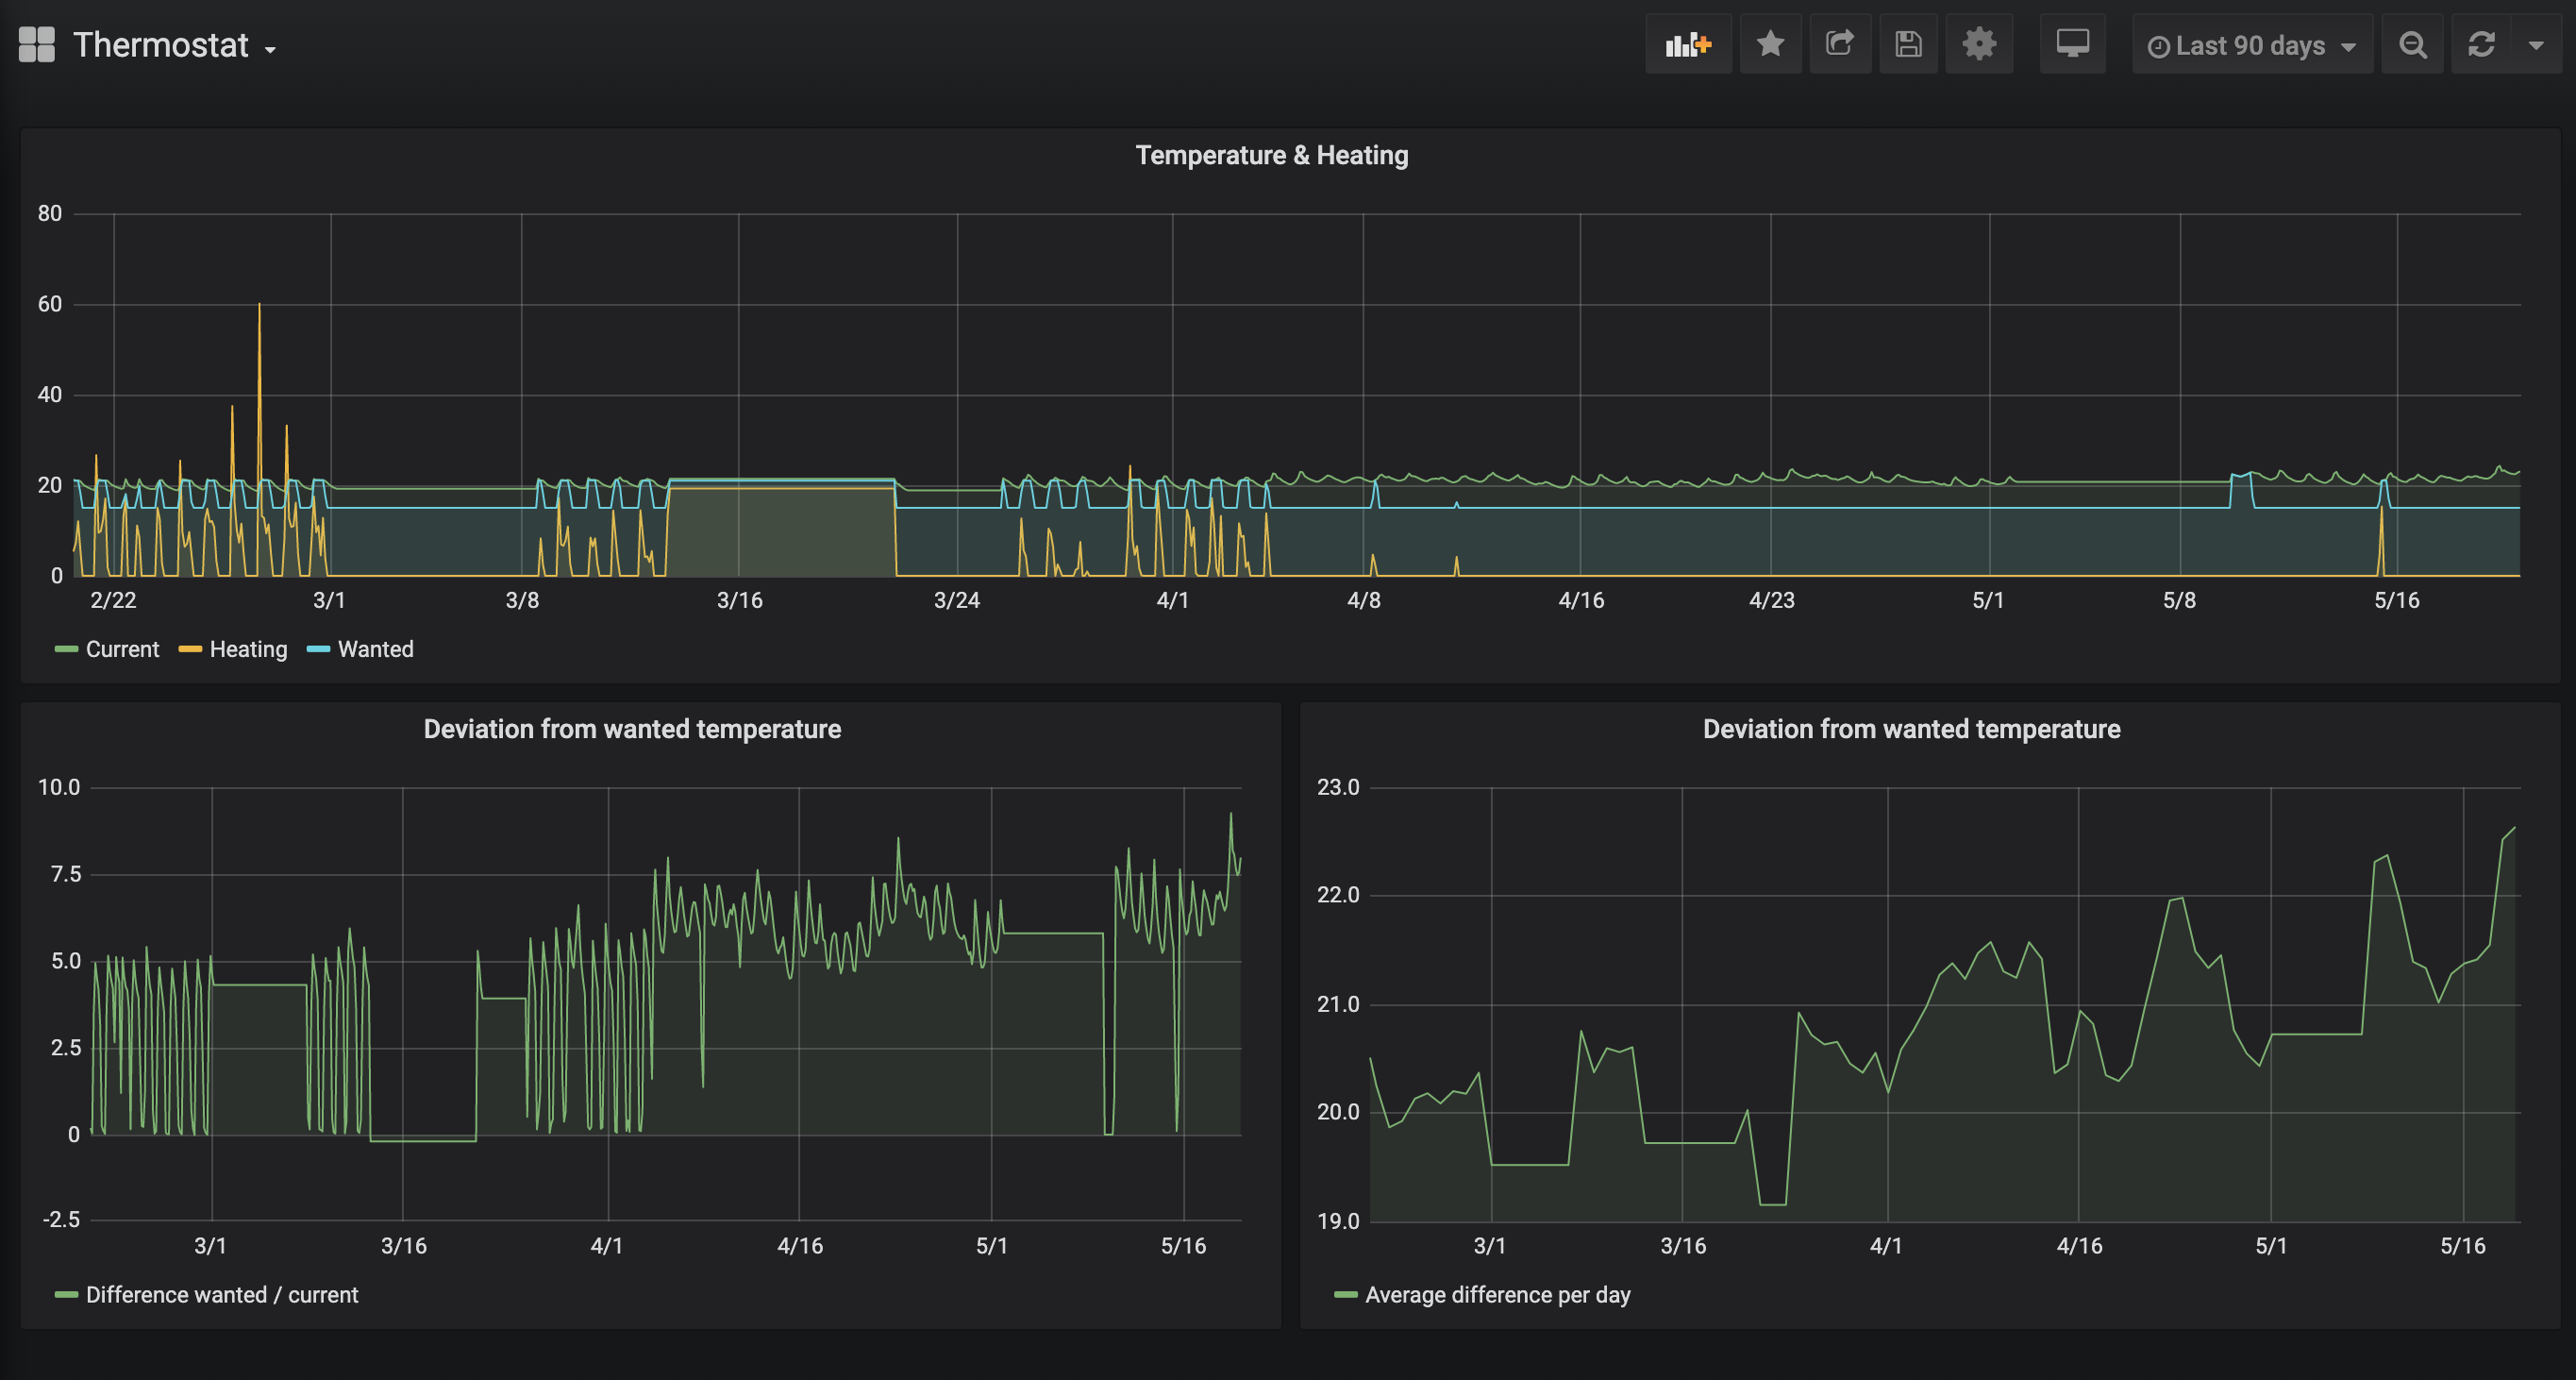 Thermostat
Last 90 days
Temperature & Heating
80
60
40
20
0
2/22 3/1 3/8 3/16 3/24 4/1 4/8 4/16 4/23 5/1 5/8 5/16
Current Heating Wanted
Deviation from wanted temperature
10.0
7.5
5.0
2.5
0
-2.5
3/1 3/16 4/1 4/16 5/1 5/16
Difference wanted / current
Deviation from wanted temperature
23.0
22.0
21.0
20.0
19.0
3/1 3/16 4/1 4/16 5/1 5/16
Average difference per day